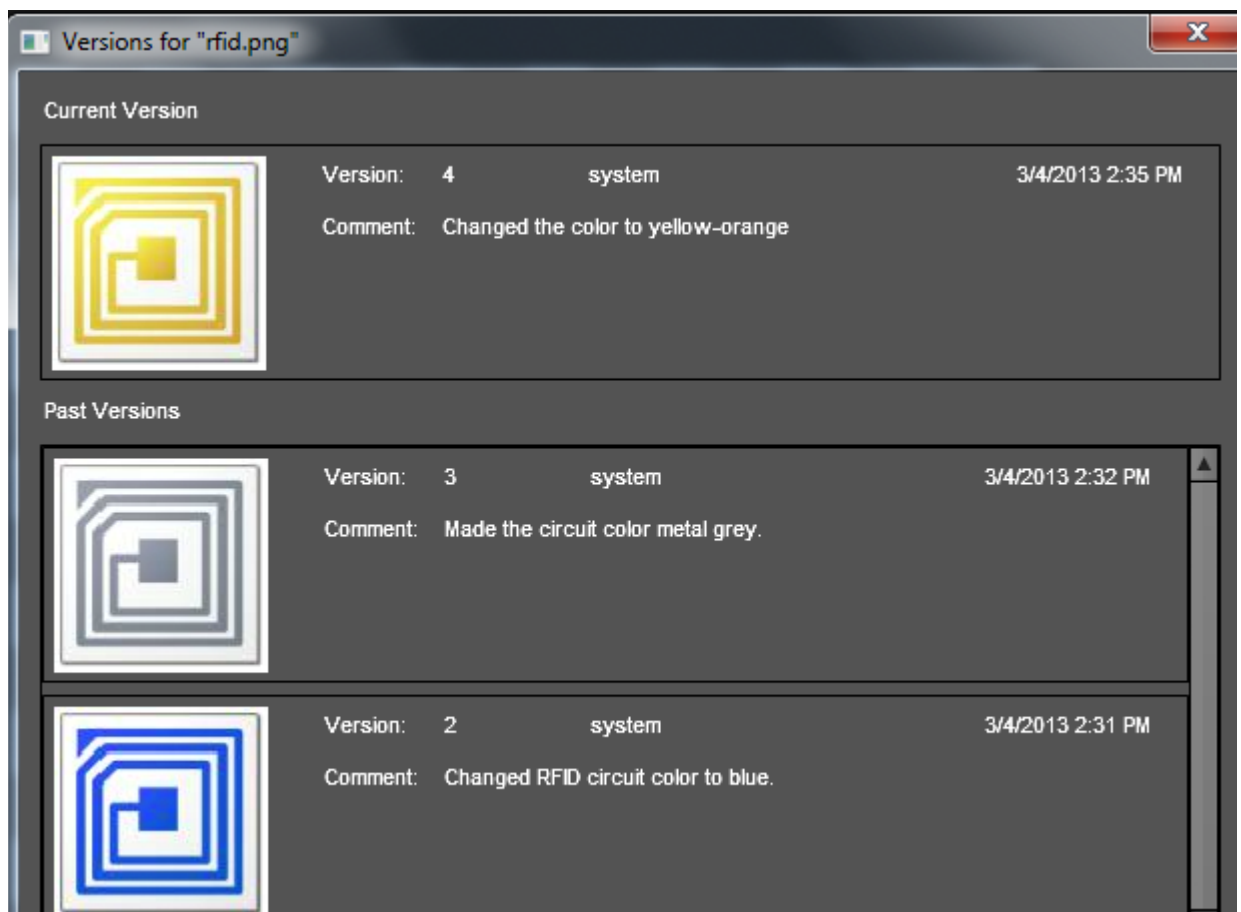 Versions for "rfid.png"
Current Version
Version: 4 system 3/4/2013 2:35 PM
Comment: Changed the color to yellow-orange
Past Versions
Version: 3 system 3/4/2013 2:32 PM
Comment: Made the circuit color metal grey.
Version: 2 system 3/4/2013 2:31 PM
Comment: Changed RFID circuit color to blue.